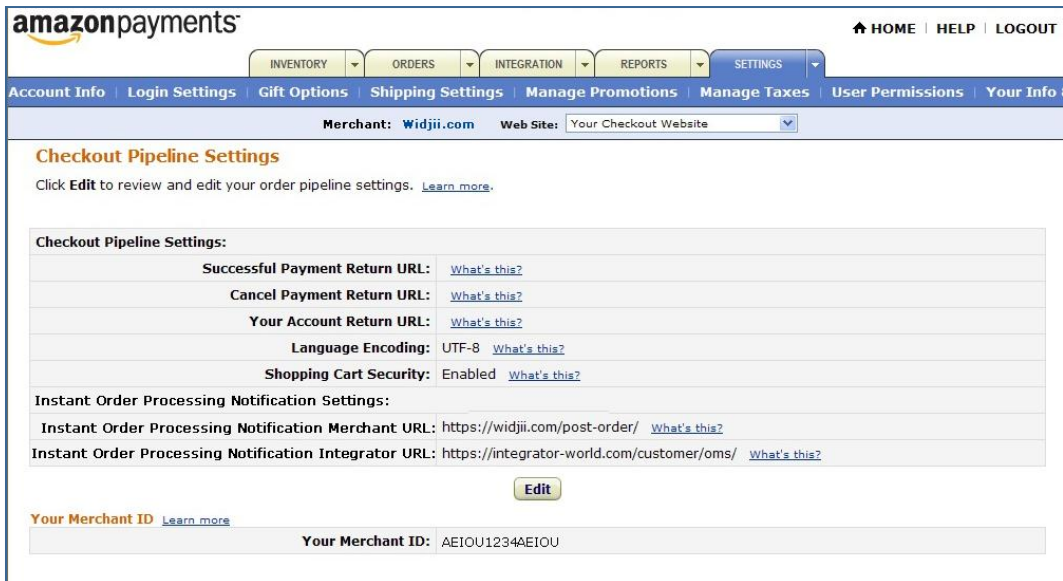 amazonpayments
HOME | HELP | LOGOUT
INVENTORY ORDERS INTEGRATION REPORTS SETTINGS
Account Info | Login Settings | Gift Options | Shipping Settings | Manage Promotions | Manage Taxes | User Permissions | Your Info
Merchant: Widjii.com Web Site: Your Checkout Website
Checkout Pipeline Settings
Click Edit to review and edit your order pipeline settings. Learn more.
Checkout Pipeline Settings:
Successful Payment Return URL: What's this?
Cancel Payment Return URL: What's this?
Your Account Return URL: What's this?
Language Encoding: UTF-8 What's this?
Shopping Cart Security: Enabled What's this?
Instant Order Processing Notification Settings:
Instant Order Processing Notification Merchant URL: https://widjii.com/post-order/ What's this?
Instant Order Processing Notification Integrator URL: https://integrator-world.com/customer/oms/ What's this?
Edit
Your Merchant ID Learn more
Your Merchant ID: AEIOU1234AEIOU